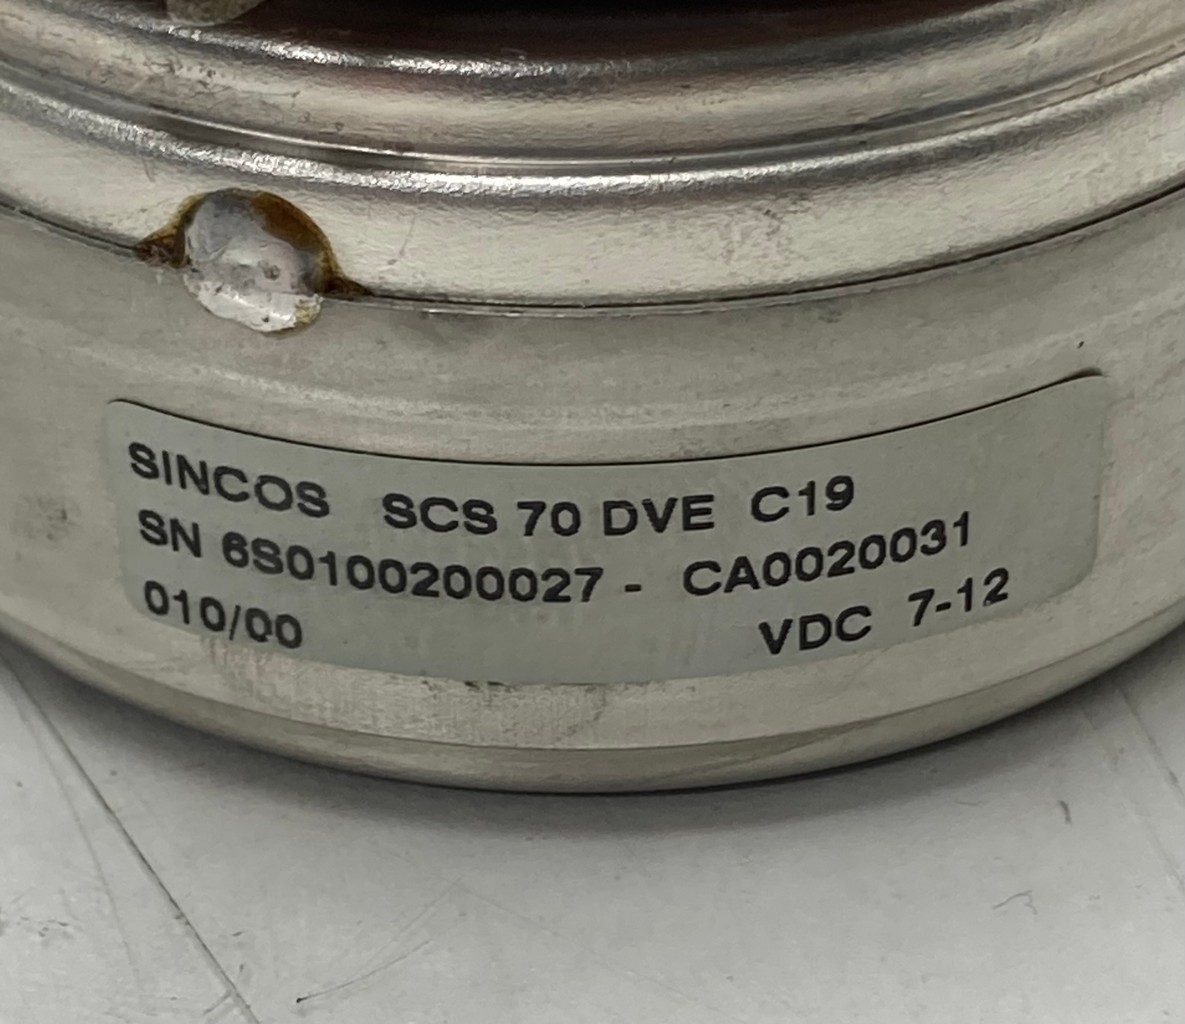 SINCOS SCS 70 DVE C19
SN 6S0100200027 - CA0020031
010/00 VDC 7-12